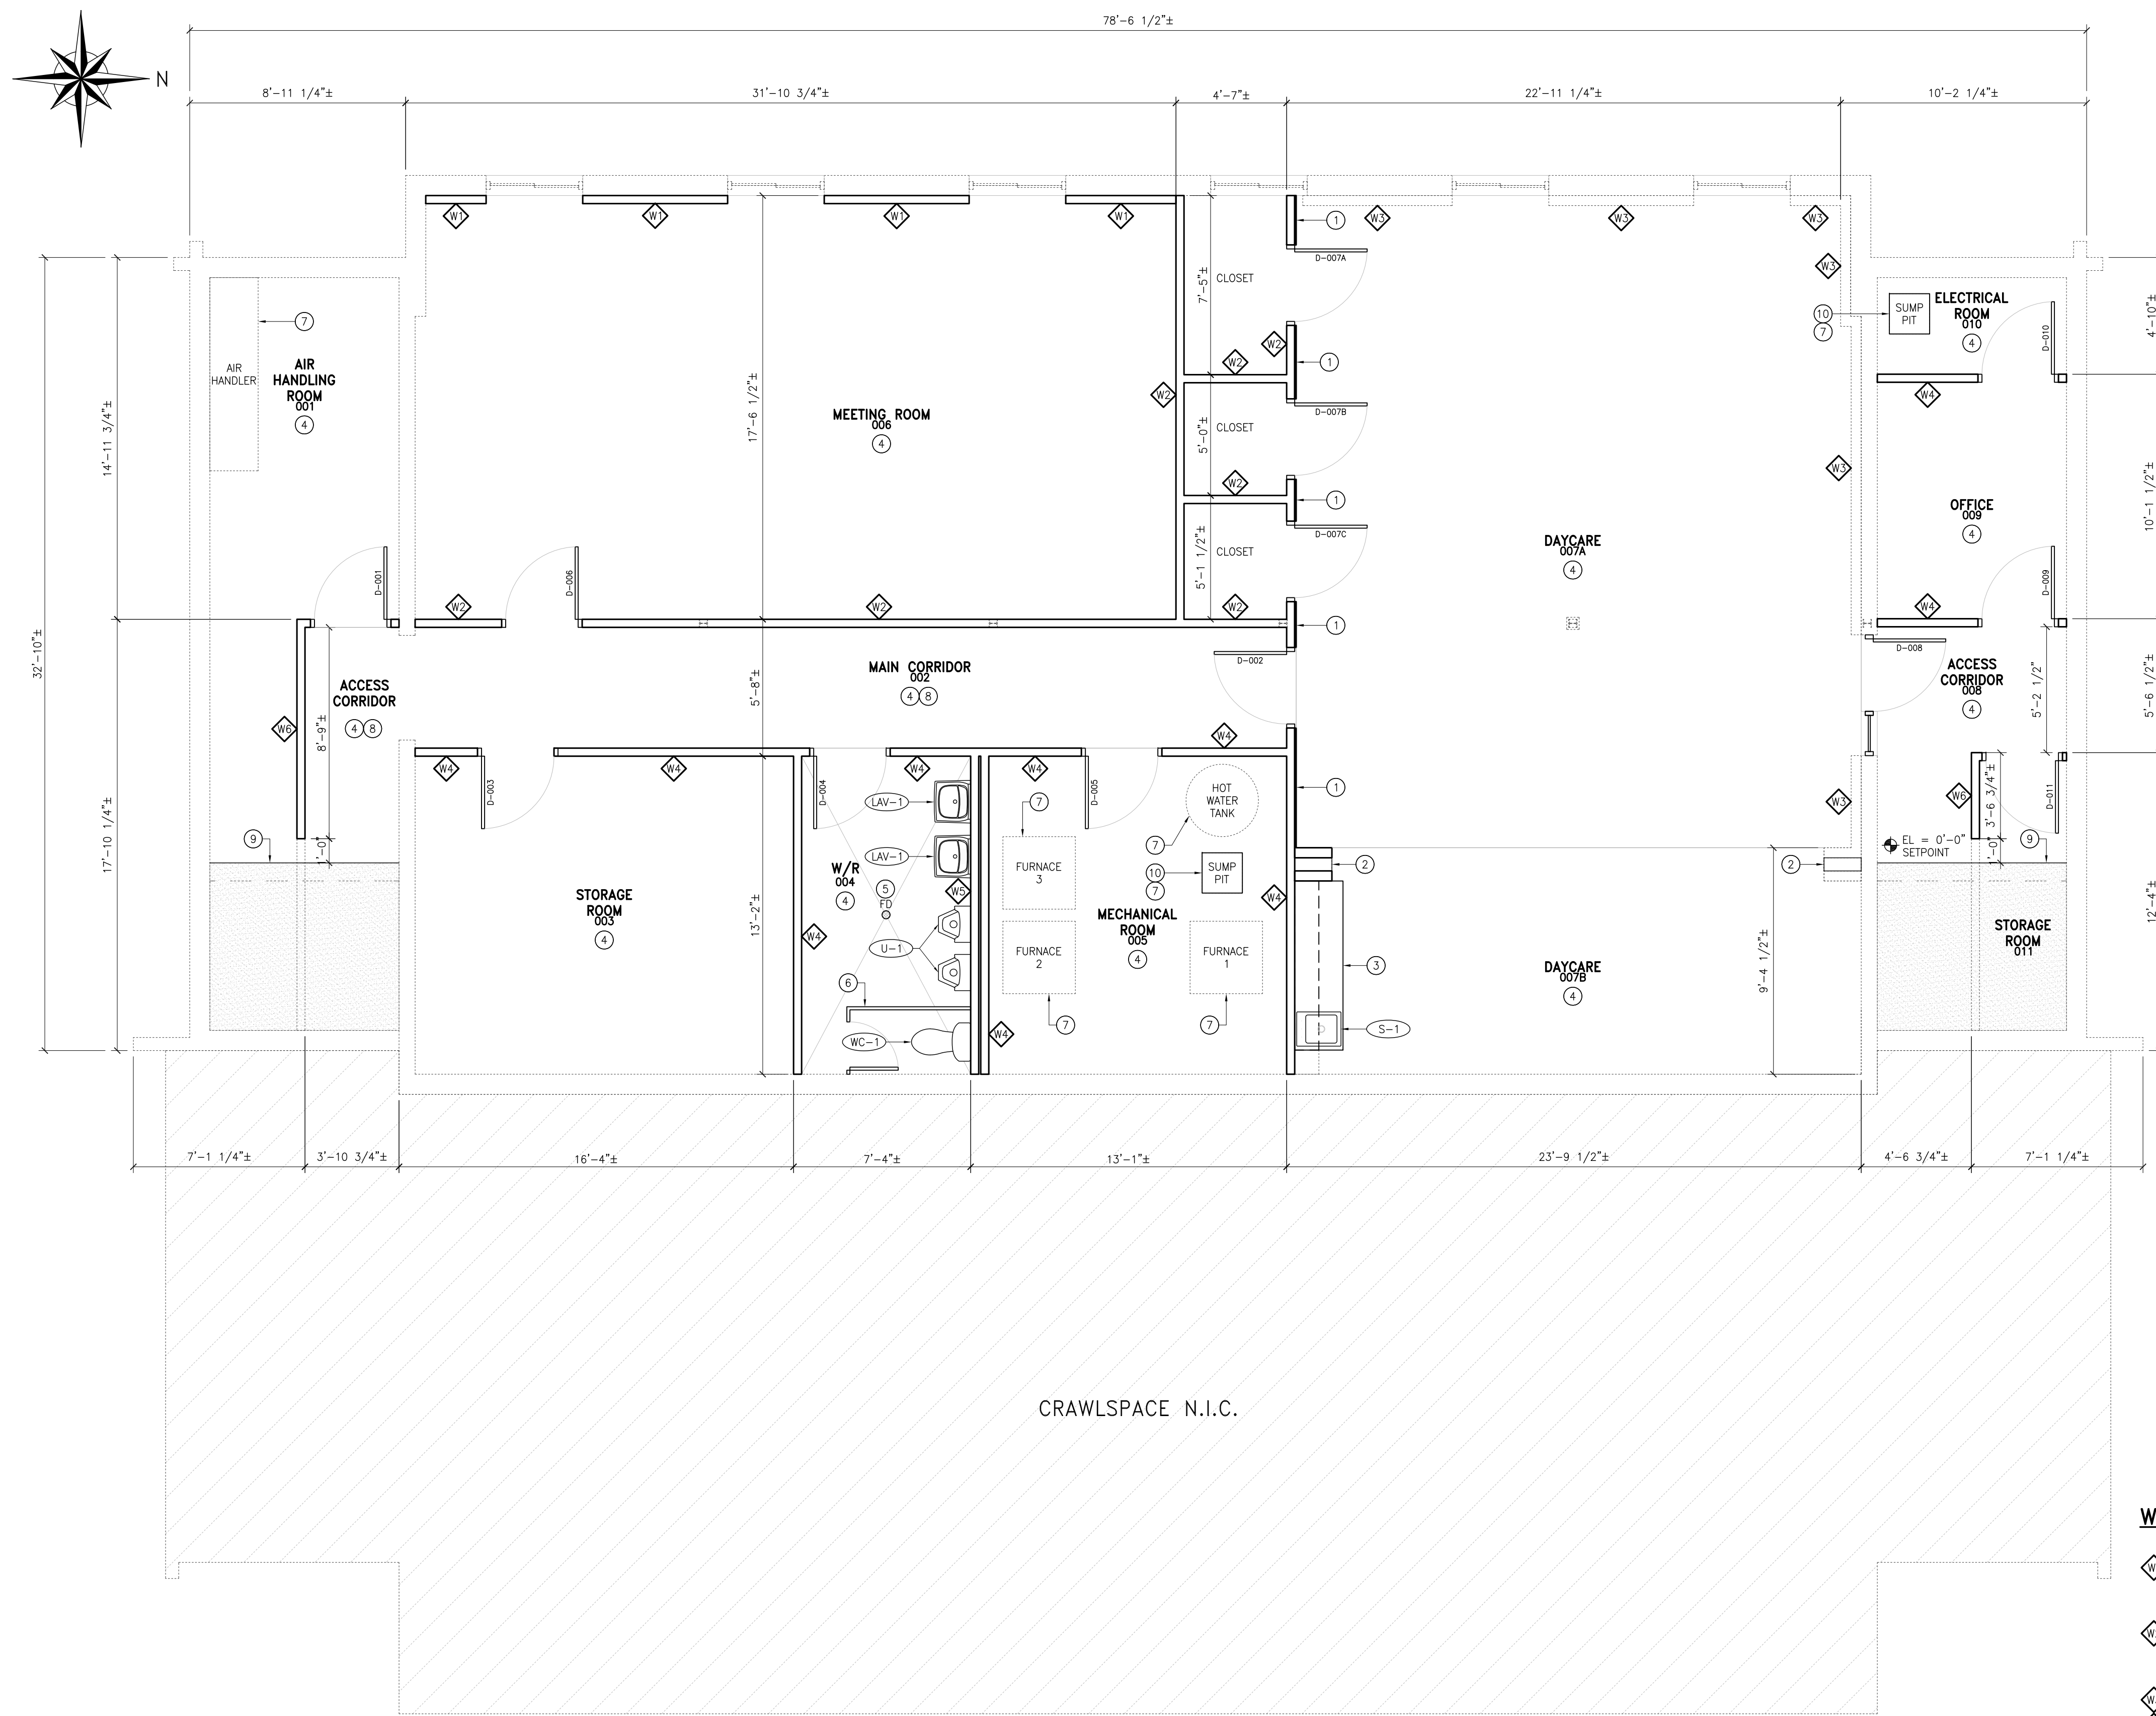 78'-6 1/2"±
N
8'-11 1/4"±
31'-10 3/4"±
4'-7"±
22'-11 1/4"±
10'-2 1/4"±
W1
W1
W1
W1
1
W3
W3
W3
D-007A
7'-5"±
CLOSET
W3
AIR
HANDLER
7
AIR
HANDLING
ROOM
001
4
14'-11 3/4"±
32'-10"±
17'-10 1/4"±
MEETING ROOM
006
4
17'-6 1/2"±
W2
W2
W2
1
D-007B
5'-0"±
CLOSET
W2
1
D-007C
5'-1 1/2"±
CLOSET
W2
1
10
7
SUMP
PIT
ELECTRICAL
ROOM
010
4
D-010
4'-10"±
W4
W3
OFFICE
009
4
10'-1 1/2"±
DAYCARE
007A
4
D-009
W4
D-001
W2
D-006
W2
D-002
D-008
ACCESS
CORRIDOR
008
4
5'-2 1/2"
5'-6 1/2"±
ACCESS
CORRIDOR
4
8
W6
8'-9"±
MAIN CORRIDOR
002
4
8
5'-8"±
W4
W4
W4
W4
W4
D-003
D-004
D-005
LAV-1
LAV-1
7
HOT
WATER
TANK
7
1
W3
W6
3'-6 3/4"±
D-011
9
1'-0"
9
1'-0"
EL = 0'-0"
SETPOINT
2
2
FURNACE
3
10
7
SUMP
PIT
W/R
004
4
5
FD
W5
W4
STORAGE
ROOM
003
4
13'-2"±
W4
U-1
MECHANICAL
ROOM
005
4
FURNACE
2
FURNACE
1
3
DAYCARE
007B
4
9'-4 1/2"±
STORAGE
ROOM
011
12'-4"±
6
WC-1
W4
7
7
S-1
7'-1 1/4"±
3'-10 3/4"±
16'-4"±
7'-4"±
13'-1"±
23'-9 1/2"±
4'-6 3/4"±
7'-1 1/4"±
CRAWLSPACE N.I.C.
W